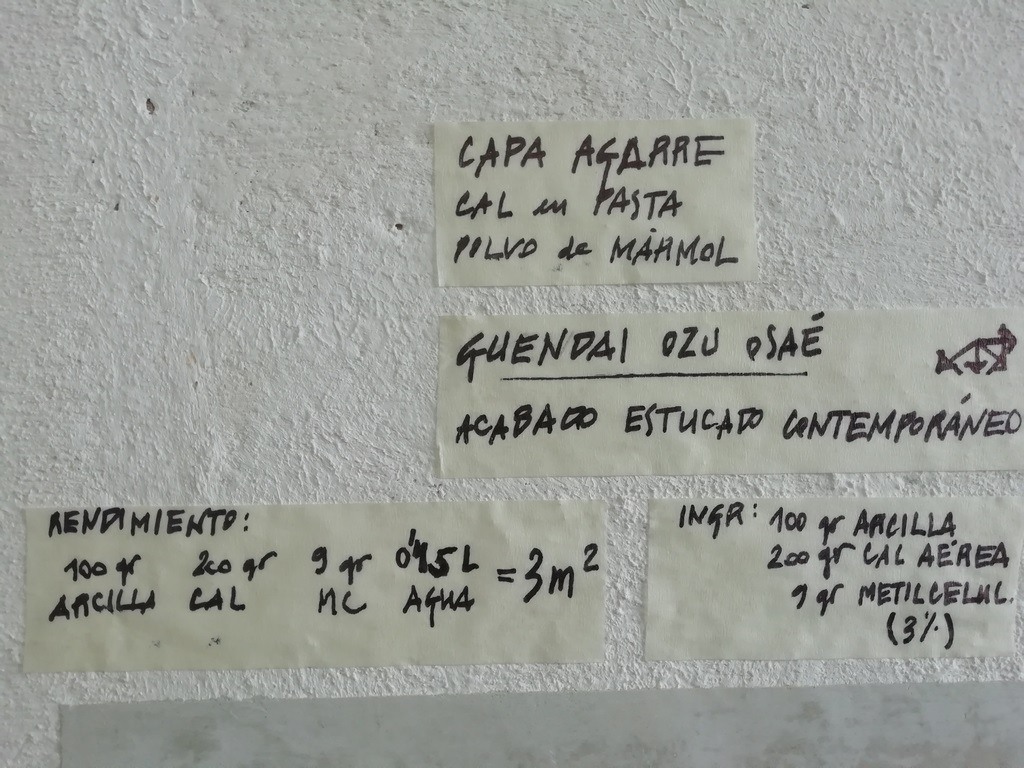 CAPA AGARRE
CAL en PASTA
POLVO de MÁRMOL
GUENDAI OZU OSAÉ
ACABADO ESTUCADO CONTEMPORÁNEO
RENDIMIENTO:
100 gr 200 gr 9 gr 0'45 L
ARCILLA CAL MC AGUA = 3m²
INGR: 100 gr ARCILLA
200 gr CAL AÉREA
9 gr METILCELUL.
(3%)